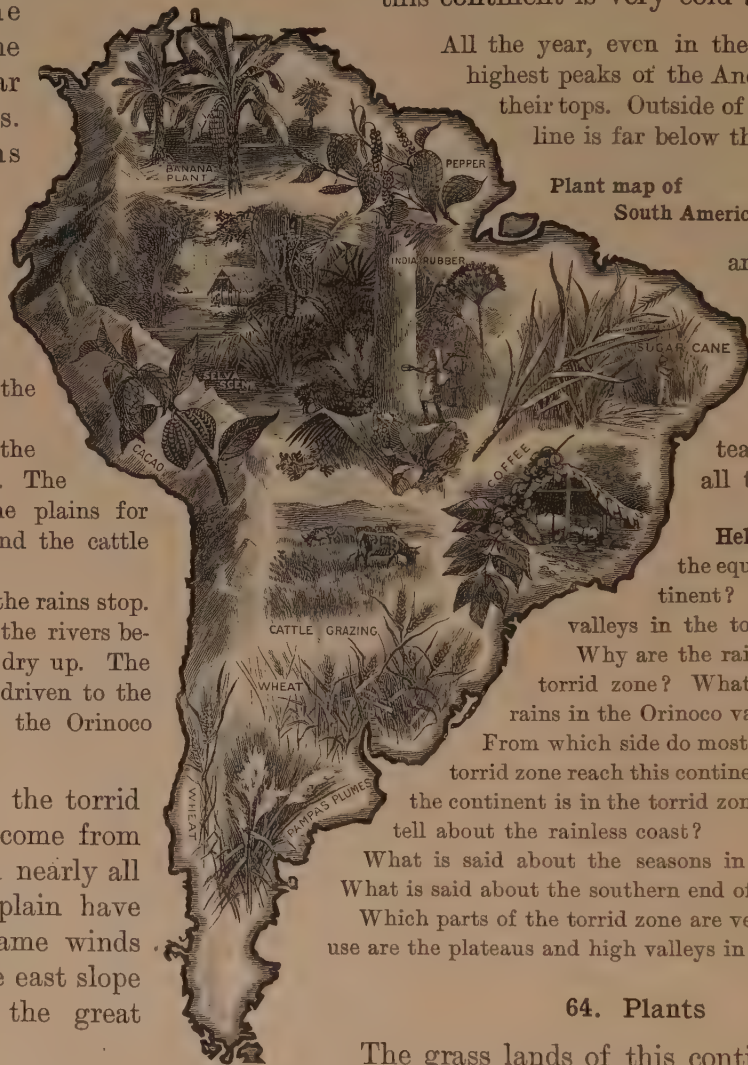 ne
ne
ar
s.
ns
the
the
. The
ne plains for
nd the cattle
the rains stop.
the rivers be-
dry up. The
driven to the
the Orinoco
the torrid
come from
nearly all
plain have
ame winds
e east slope
the great
this continent is very cold
All the year, even in the
highest peaks of the And
their tops. Outside of
line is far below th
Plant map of
South Americ
an
tea
all t
Hel
the equ
tinent?
valleys in the to
Why are the rai
torrid zone? What
rains in the Orinoco va
From which side do most
torrid zone reach this contine
the continent is in the torrid zon
tell about the rainless coast?
What is said about the seasons in
What is said about the southern end of
Which parts of the torrid zone are ve
use are the plateaus and high valleys in
64. Plants
The grass lands of this conti
BANANA
PLANT
PEPPER
INDIA RUBBER
SUGAR CANE
SELVA
SCENE
CACAO
COFFEE
CATTLE GRAZING
WHEAT
WHEAT
PAMPAS PLUMES